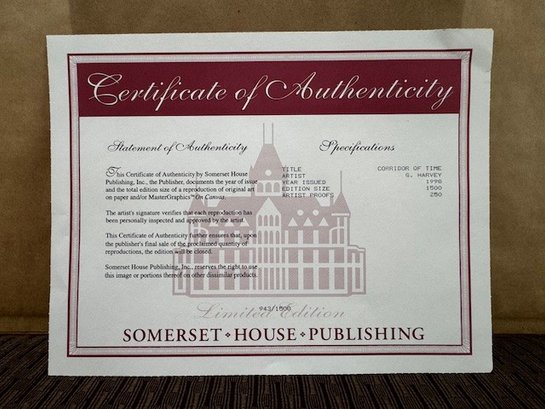 Certificate of Authenticity
Statement of Authenticity
This Certificate of Authenticity by Somerset House
Publishing, Inc., the Publisher, documents the year of issue
and the total edition size of a reproduction of original art
on paper and/or MasterGraphics™ On Canvas.
The artist's signature verifies that each reproduction has
been personally inspected and approved by the artist.
This Certificate of Authenticity further ensures that, upon
the publisher's final sale of the proclaimed quantity of
reproductions, the edition will be closed.
Somerset House Publishing, Inc., reserves the right to use
this image or portions thereof on other dissimilar products.
Specifications
TITLE CORRIDOR OF TIME
ARTIST G. HARVEY
YEAR ISSUED 1998
EDITION SIZE 1500
ARTIST PROOFS 250
943/1500
Limited Edition
SOMERSET • HOUSE • PUBLISHING